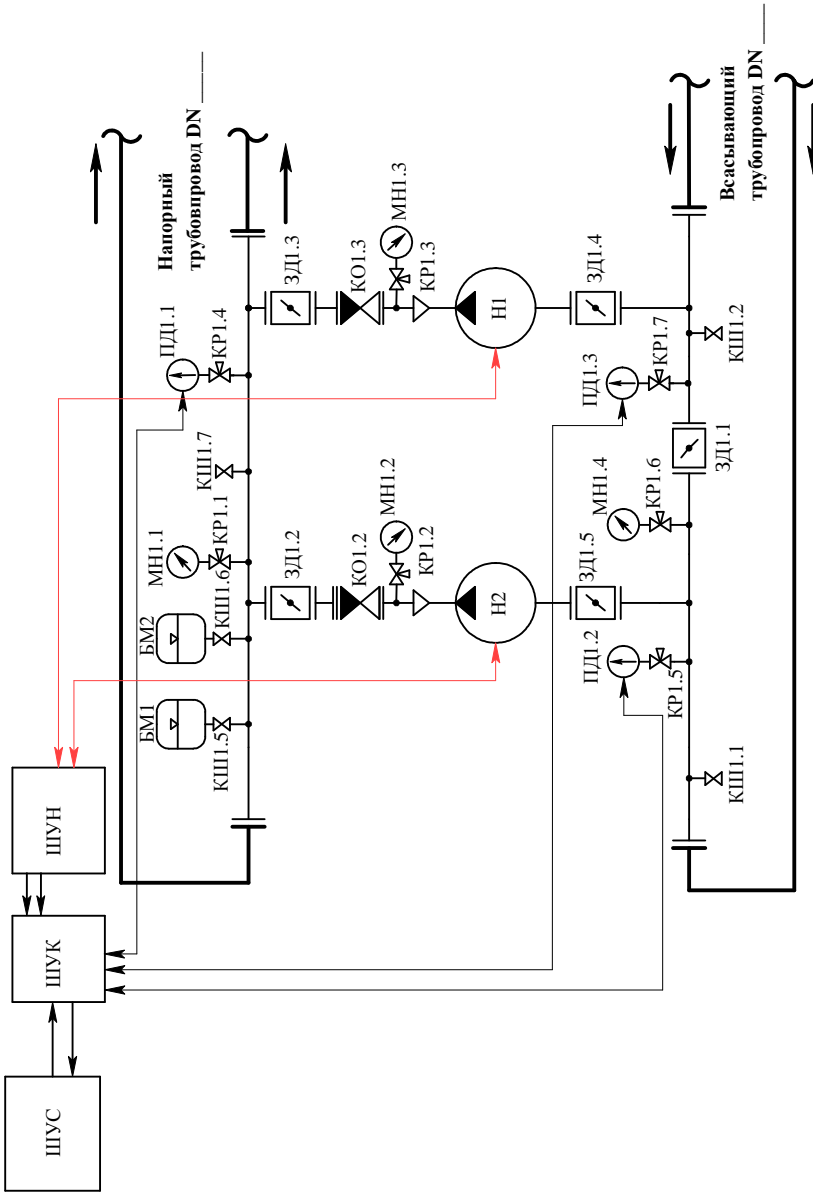 ШУС
ШУК
ШУН
Напорный
трубовпровод DN ____
Всасывающий
трубопровод DN ____
БМ1
КШ1.5
БМ2
КШ1.6
МН1.1
КР1.1
КШ1.7
ПД1.1
КР1.4
ЗД1.2
ЗД1.3
КО1.2
КО1.3
МН1.2
КР1.2
МН1.3
КР1.3
Н2
Н1
ЗД1.5
ЗД1.4
ПД1.2
КР1.5
МН1.4
КР1.6
ПД1.3
КР1.7
КШ1.1
ЗД1.1
КШ1.2